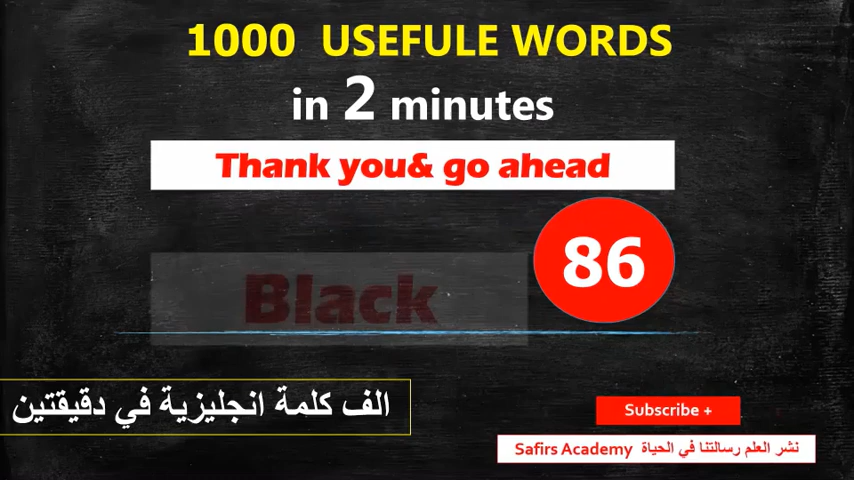 1000 USEFULE WORDS
in 2 minutes
Thank you& go ahead
86
Black
الف كلمة انجليزية في دقيقتين
Subscribe +
Safirs Academy نشر العلم رسالتنا في الحياة